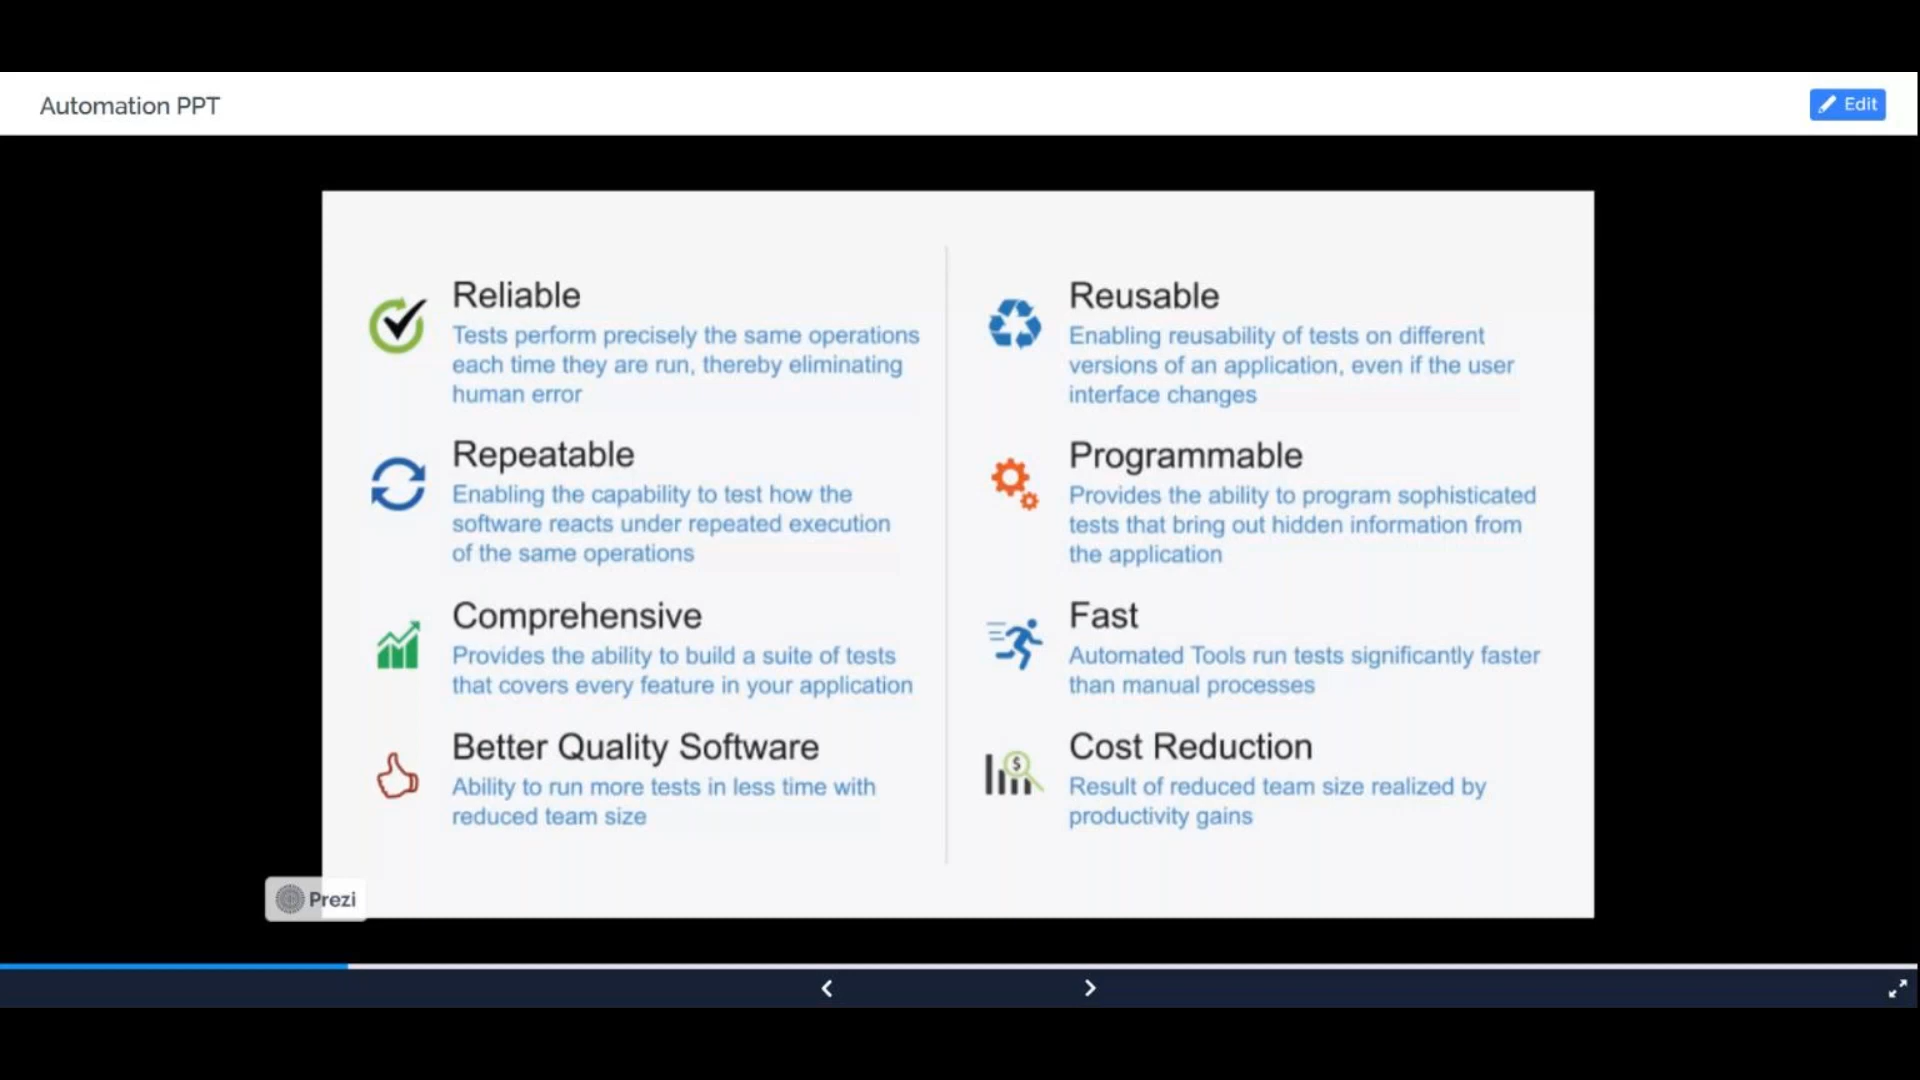 Automation PPT
Edit
Reliable
Tests perform precisely the same operations
each time they are run, thereby eliminating
human error
Repeatable
Enabling the capability to test how the
software reacts under repeated execution
of the same operations
Comprehensive
Provides the ability to build a suite of tests
that covers every feature in your application
Better Quality Software
Ability to run more tests in less time with
reduced team size
Reusable
Enabling reusability of tests on different
versions of an application, even if the user
interface changes
Programmable
Provides the ability to program sophisticated
tests that bring out hidden information from
the application
Fast
Automated Tools run tests significantly faster
than manual processes
$
Cost Reduction
Result of reduced team size realized by
productivity gains
Prezi